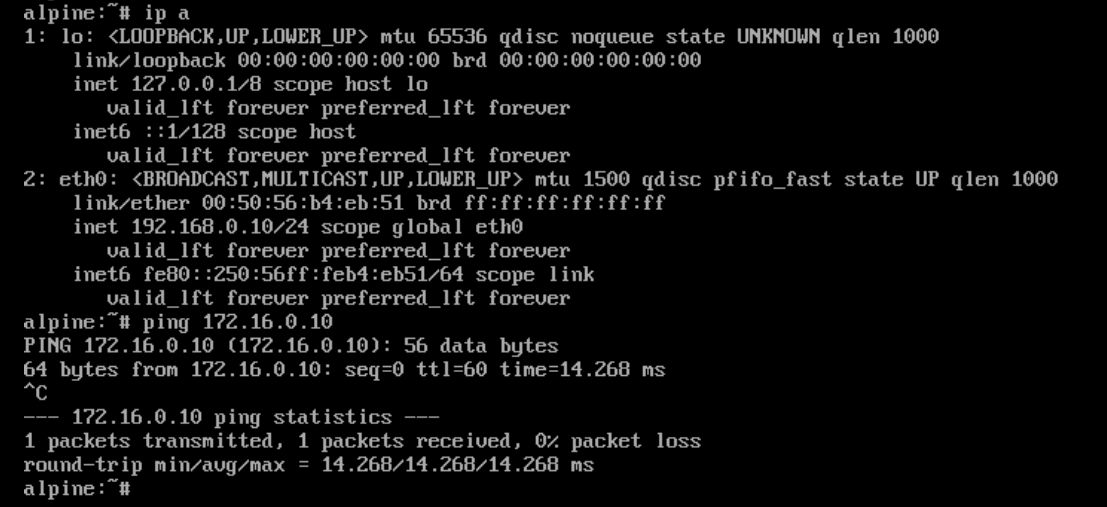 alpine:~# ip a
1: lo: <LOOPBACK,UP,LOWER_UP> mtu 65536 qdisc noqueue state UNKNOWN qlen 1000
    link/loopback 00:00:00:00:00:00 brd 00:00:00:00:00:00
    inet 127.0.0.1/8 scope host lo
       valid_lft forever preferred_lft forever
    inet6 ::1/128 scope host
       valid_lft forever preferred_lft forever
2: eth0: <BROADCAST,MULTICAST,UP,LOWER_UP> mtu 1500 qdisc pfifo_fast state UP qlen 1000
    link/ether 00:50:56:b4:eb:51 brd ff:ff:ff:ff:ff:ff
    inet 192.168.0.10/24 scope global eth0
       valid_lft forever preferred_lft forever
    inet6 fe80::250:56ff:feb4:eb51/64 scope link
       valid_lft forever preferred_lft forever
alpine:~# ping 172.16.0.10
PING 172.16.0.10 (172.16.0.10): 56 data bytes
64 bytes from 172.16.0.10: seq=0 ttl=60 time=14.268 ms
^C
--- 172.16.0.10 ping statistics ---
1 packets transmitted, 1 packets received, 0% packet loss
round-trip min/avg/max = 14.268/14.268/14.268 ms
alpine:~#